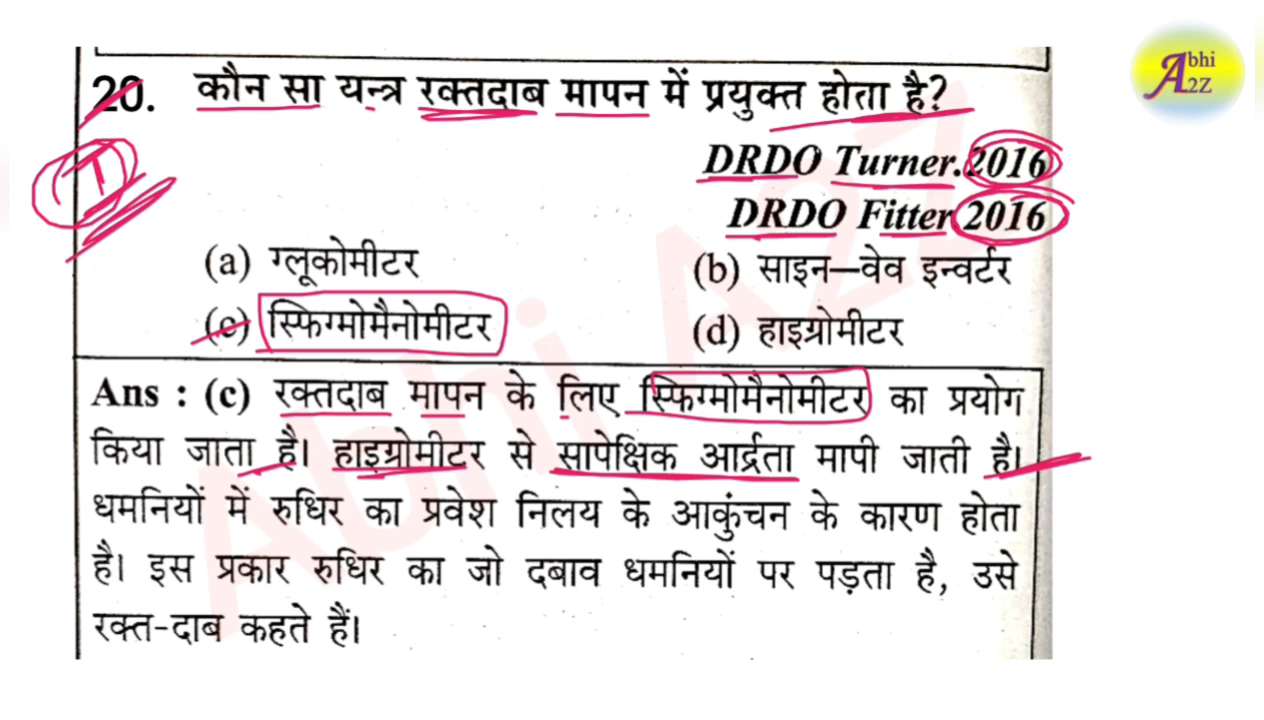 Abhi
A2Z
20. कौन सा यन्त्र रक्तदाब मापन में प्रयुक्त होता है?
DRDO Turner.2016
DRDO Fitter 2016
(a) ग्लूकोमीटर (b) साइन–वेव इन्वर्टर
(c) स्फिग्मोमैनोमीटर (d) हाइग्रोमीटर
Ans : (c) रक्तदाब मापन के लिए स्फिग्मोमैनोमीटर का प्रयोग
किया जाता है। हाइग्रोमीटर से सापेक्षिक आर्द्रता मापी जाती है।
धमनियों में रुधिर का प्रवेश निलय के आकुंचन के कारण होता
है। इस प्रकार रुधिर का जो दबाव धमनियों पर पड़ता है, उसे
रक्त-दाब कहते हैं।
Abhi A2Z